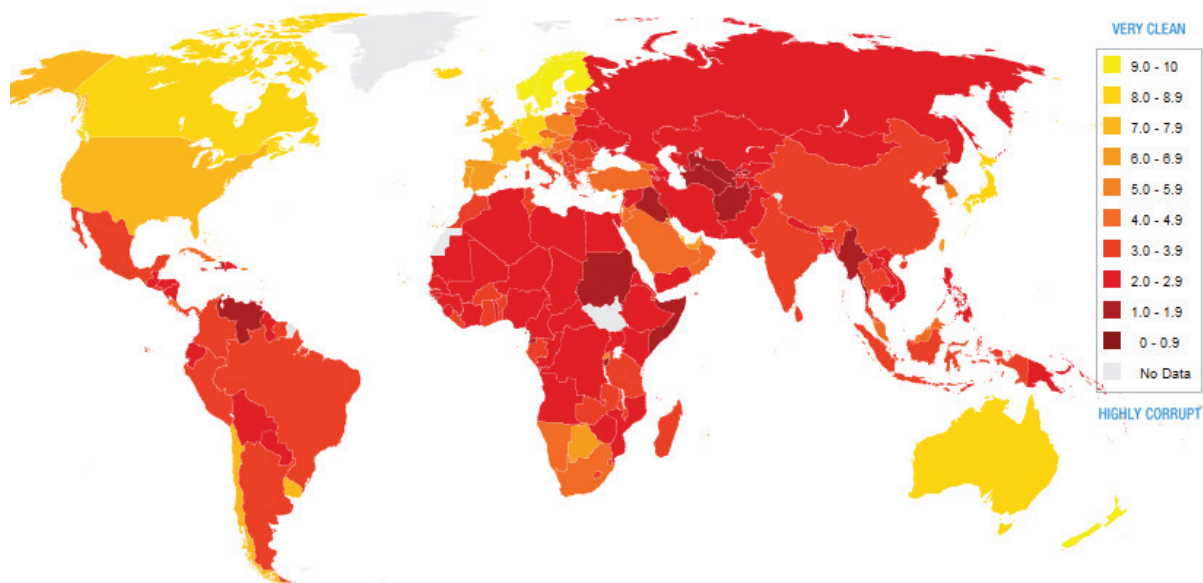 VERY CLEAN
9.0 - 10
8.0 - 8.9
7.0 - 7.9
6.0 - 6.9
5.0 - 5.9
4.0 - 4.9
3.0 - 3.9
2.0 - 2.9
1.0 - 1.9
0 - 0.9
No Data
HIGHLY CORRUPT